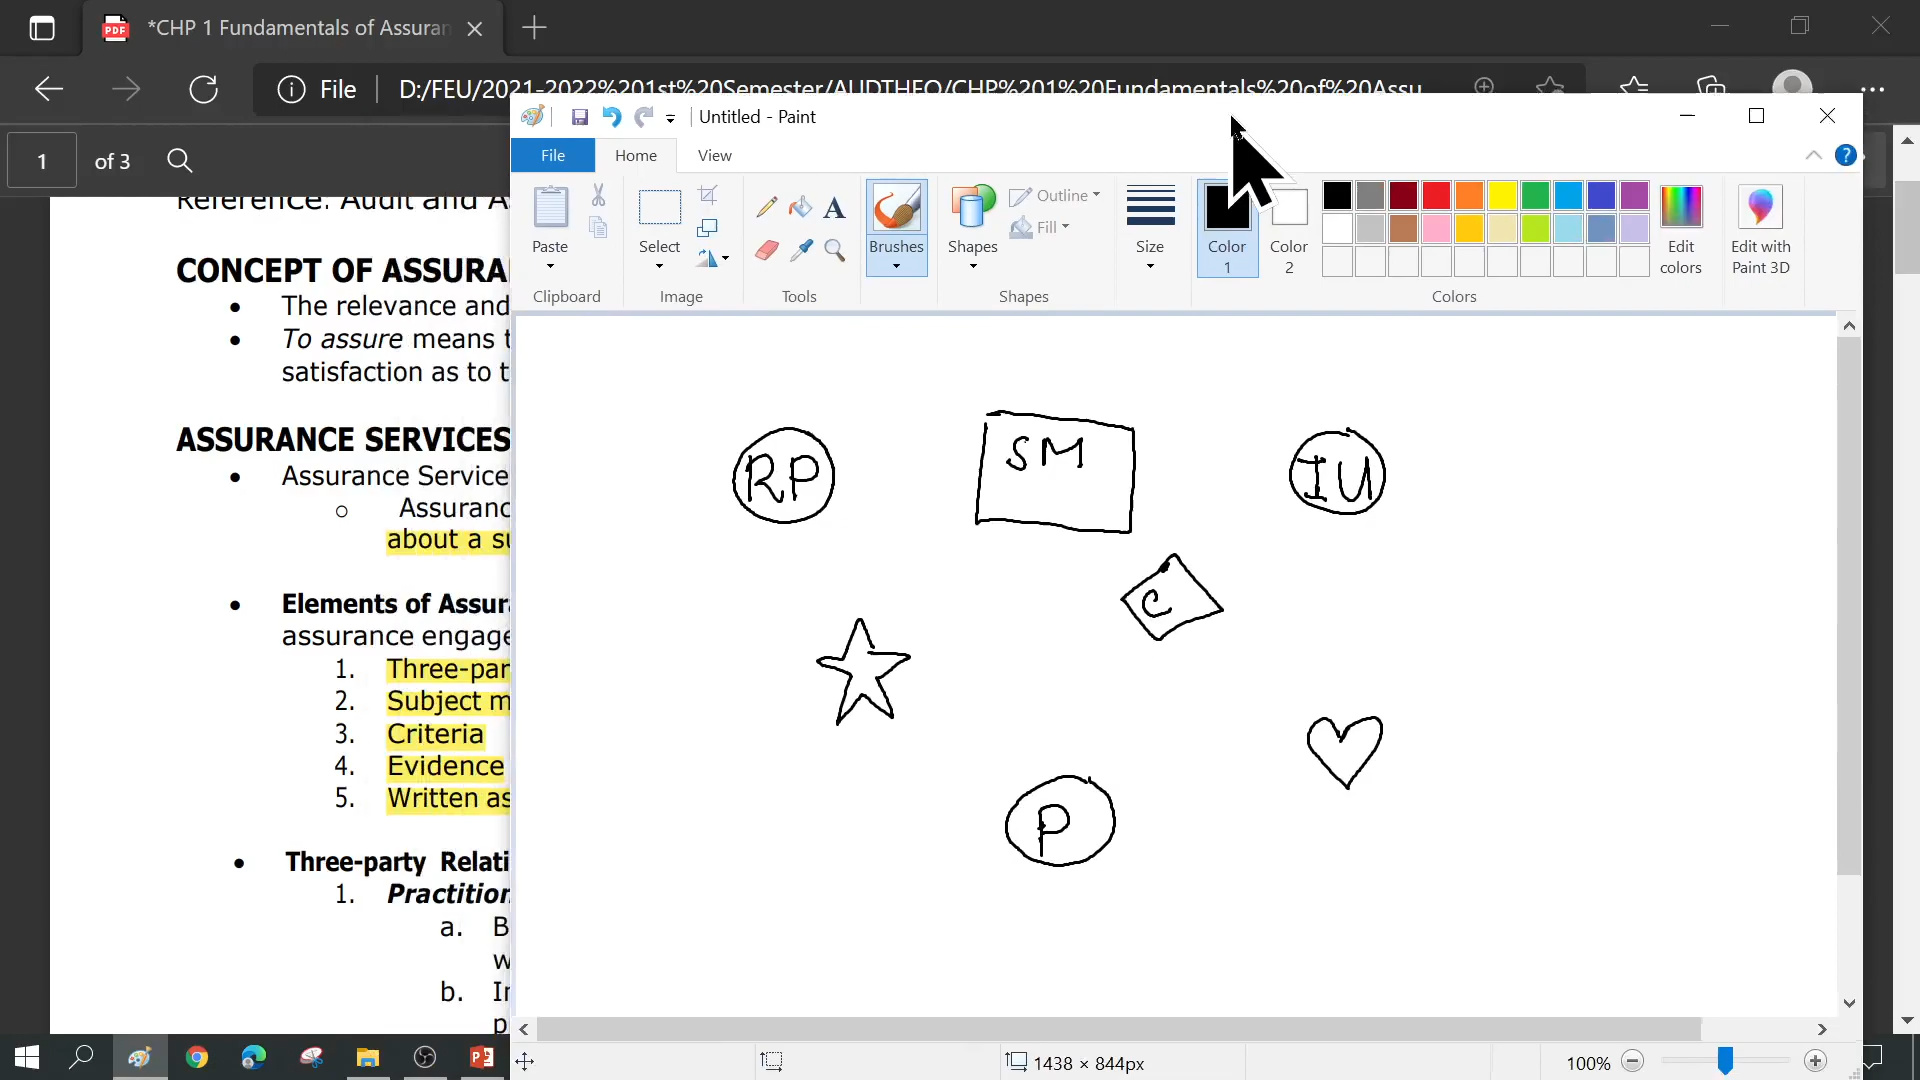 *CHP 1 Fundamentals of Assuran
File
D:/FEU/2021-2022%201st%20Semester/AUDTHEO/CHP%201%20Fundamentals%20of%20Assu
1 of 3
Untitled - Paint
File Home View
Paste
Select
Brushes
Shapes
Outline
Fill
Size
Color 1
Color 2
Edit colors
Edit with Paint 3D
Clipboard
Image
Tools
Shapes
Colors
Reference: Audit and A
CONCEPT OF ASSURA
• The relevance and
• To assure means t
satisfaction as to t
ASSURANCE SERVICES
• Assurance Service
o Assuranc
about a su
• Elements of Assur
assurance engage
1. Three-par
2. Subject m
3. Criteria
4. Evidence
5. Written as
• Three-party Relati
1. Practition
a. B
w
b. In
p
RP
SM
IU
C
P
1438 × 844px
100%